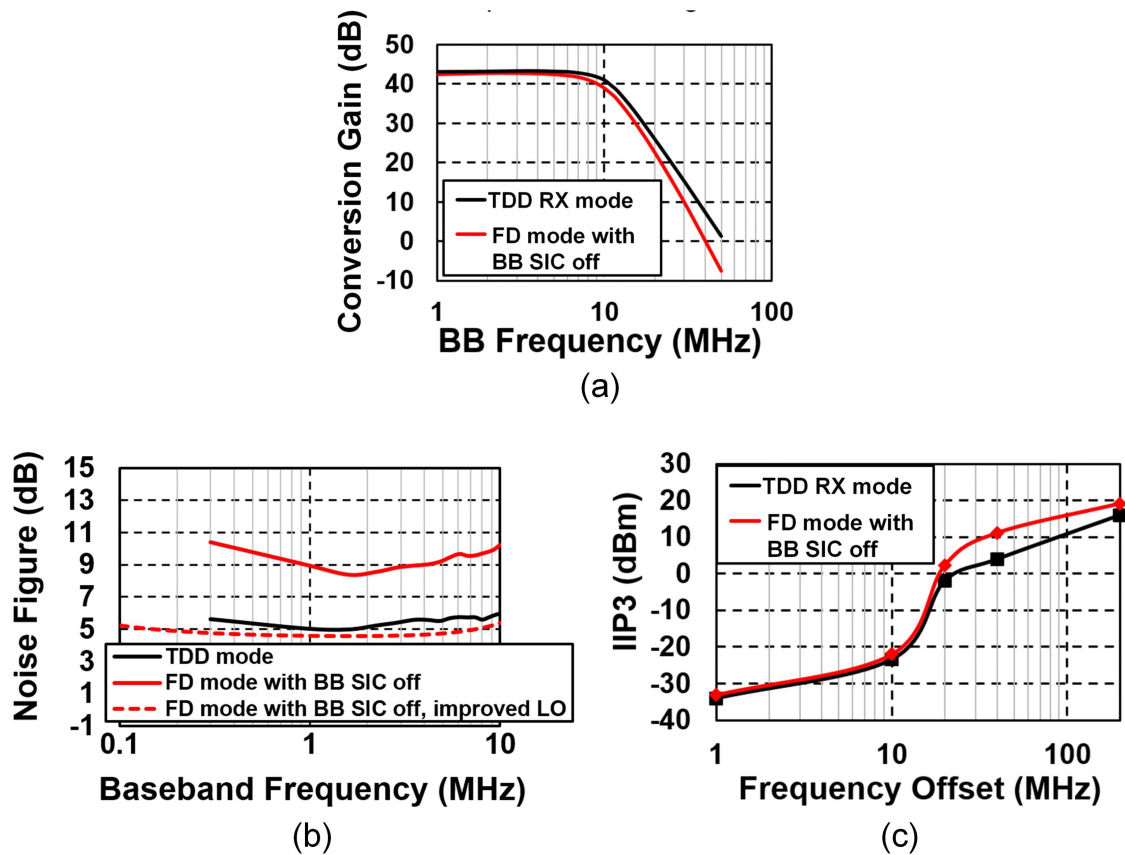 Conversion Gain (dB)
50
40
30
20
10
0
-10
TDD RX mode
FD mode with
BB SIC off
1
10
100
BB Frequency (MHz)
(a)
Noise Figure (dB)
15
13
11
9
7
5
3
1
-1
TDD mode
FD mode with BB SIC off
FD mode with BB SIC off, improved LO
0.1
1
10
Baseband Frequency (MHz)
(b)
IIP3 (dBm)
30
20
10
0
-10
-20
-30
-40
TDD RX mode
FD mode with
BB SIC off
1
10
100
Frequency Offset (MHz)
(c)